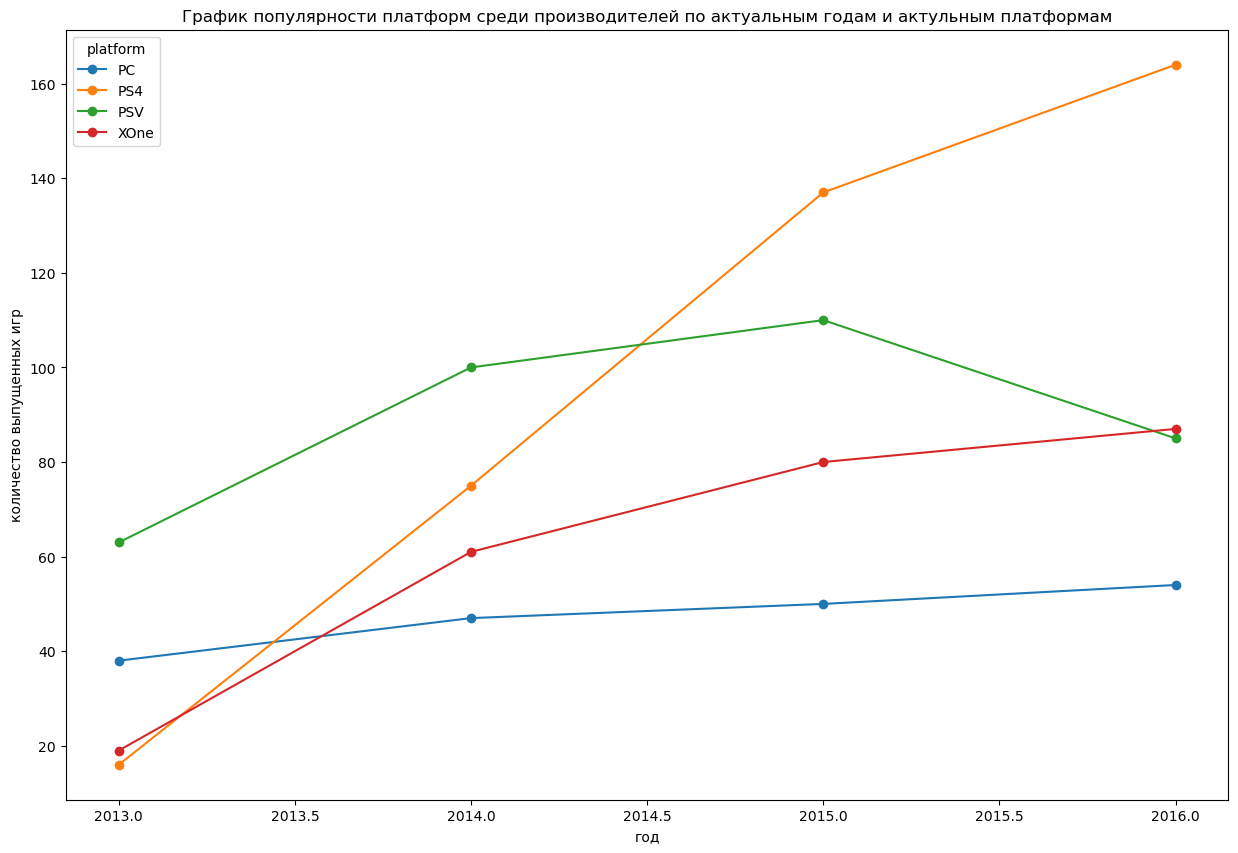 График популярности платформ среди производителей по актуальным годам и актульным платформам
platform
PC
PS4
PSV
XOne
количество выпущенных игр
160
140
120
100
80
60
40
20
2013.0 2013.5 2014.0 2014.5 2015.0 2015.5 2016.0
год